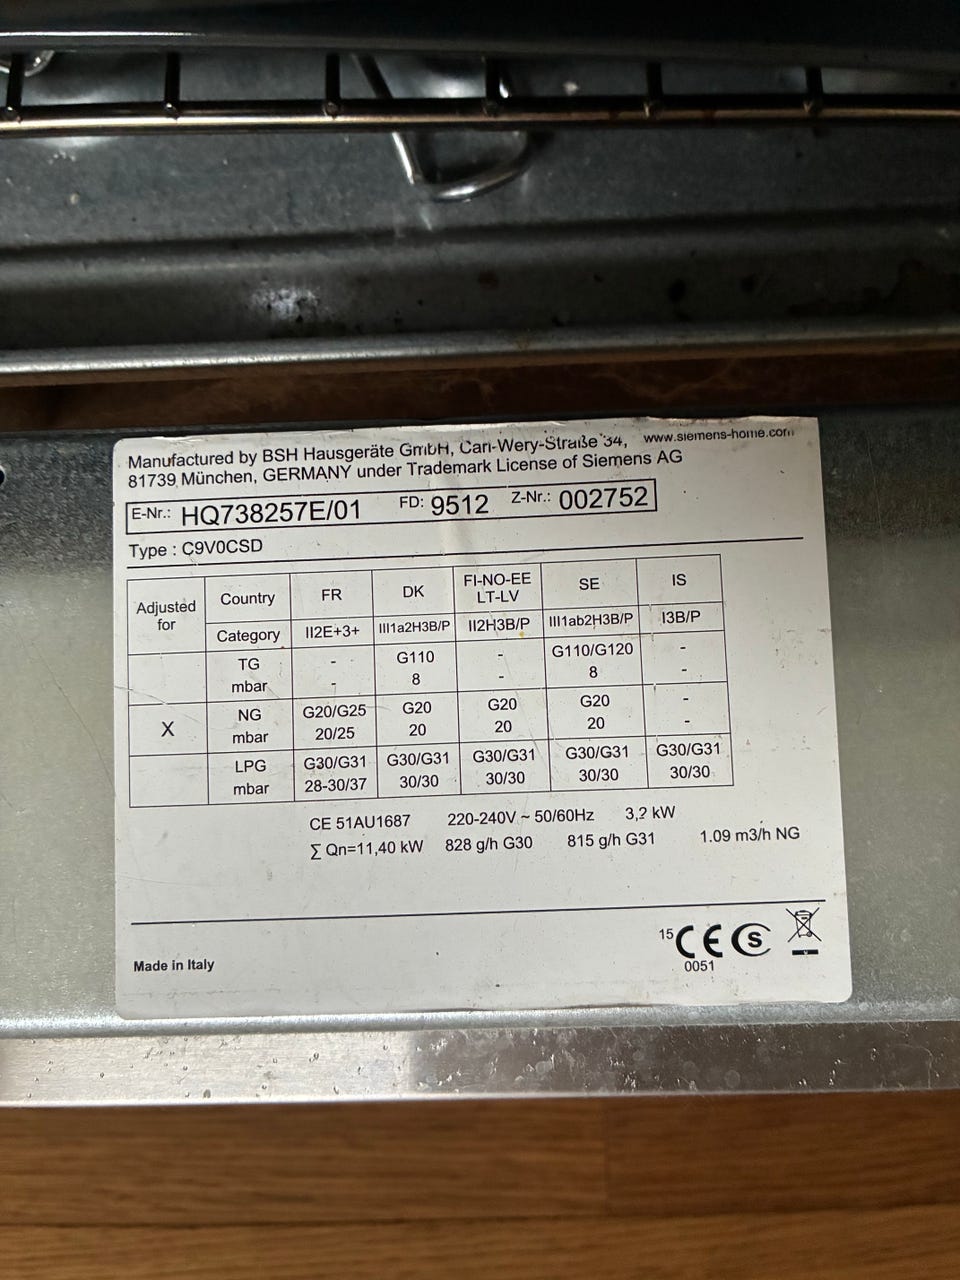 Manufactured by BSH Hausgeräte GmbH, Carl-Wery-Straße 34, www.siemens-home.com
81739 München, GERMANY under Trademark License of Siemens AG
E-Nr.: HQ738257E/01 FD: 9512 Z-Nr.: 002752
Type : C9V0CSD
Adjusted for Country FR DK FI-NO-EE LT-LV SE IS
Category II2E+3+ III1a2H3B/P II2H3B/P III1ab2H3B/P I3B/P
TG - G110 - G110/G120 -
mbar - 8 - 8 -
X NG G20/G25 G20 G20 G20 -
mbar 20/25 20 20 20 -
LPG G30/G31 G30/G31 G30/G31 G30/G31 G30/G31
mbar 28-30/37 30/30 30/30 30/30 30/30
CE 51AU1687 220-240V ~ 50/60Hz 3,2 kW
∑ Qn=11,40 kW 828 g/h G30 815 g/h G31 1.09 m3/h NG
15 CE S
0051
Made in Italy